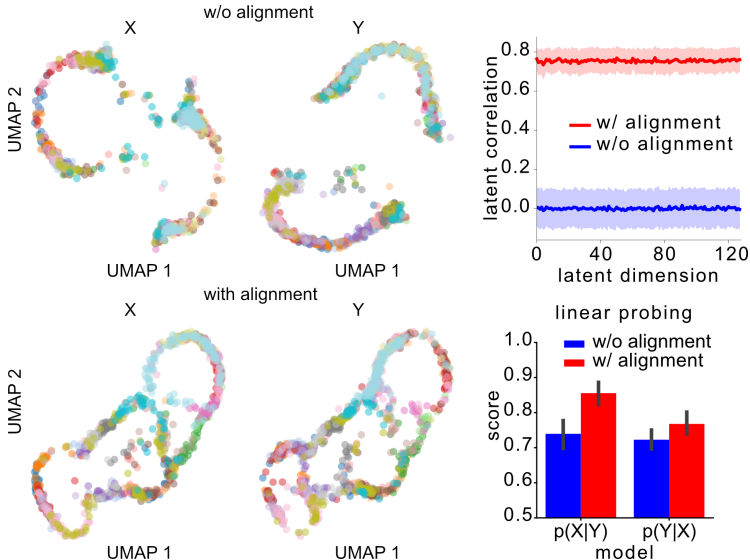 w/o alignment
X
Y
UMAP 2
UMAP 1
UMAP 1
with alignment
X
Y
UMAP 2
UMAP 1
UMAP 1
latent correlation
0.8
0.6
0.4
0.2
0.0
w/ alignment
w/o alignment
0 40 80 120
latent dimension
linear probing
score
1.0
0.9
0.8
0.7
0.6
0.5
w/o alignment
w/ alignment
p(X|Y) p(Y|X)
model